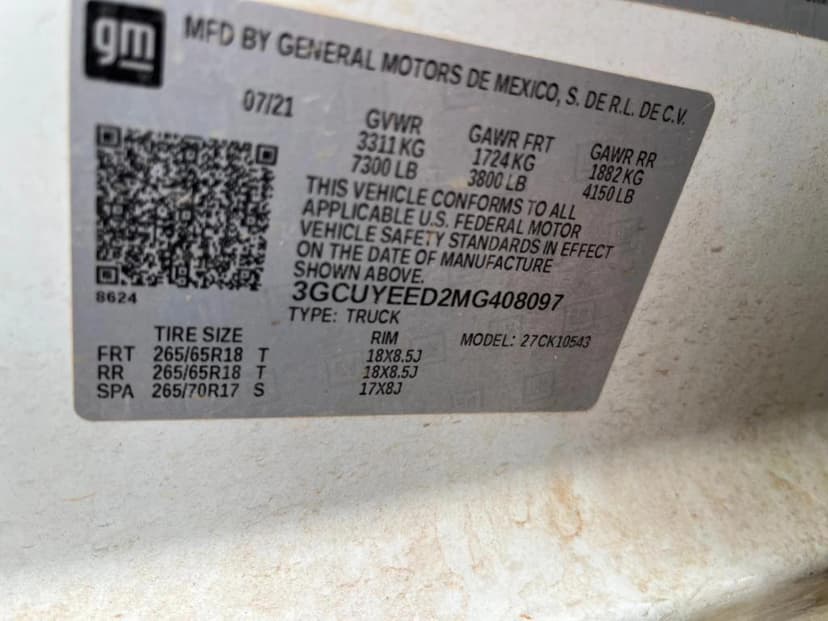 gm
MFD BY GENERAL MOTORS DE MEXICO, S. DE R.L. DE C.V.
07/21
GVWR GAWR FRT GAWR RR
3311 KG 1724 KG 1882 KG
7300 LB 3800 LB 4150 LB
THIS VEHICLE CONFORMS TO ALL
APPLICABLE U.S. FEDERAL MOTOR
VEHICLE SAFETY STANDARDS IN EFFECT
ON THE DATE OF MANUFACTURE
SHOWN ABOVE.
8624
3GCUYEED2MG408097
TYPE: TRUCK
TIRE SIZE RIM MODEL: 27CK10543
FRT 265/65R18 T 18X8.5J
RR 265/65R18 T 18X8.5J
SPA 265/70R17 S 17X8J